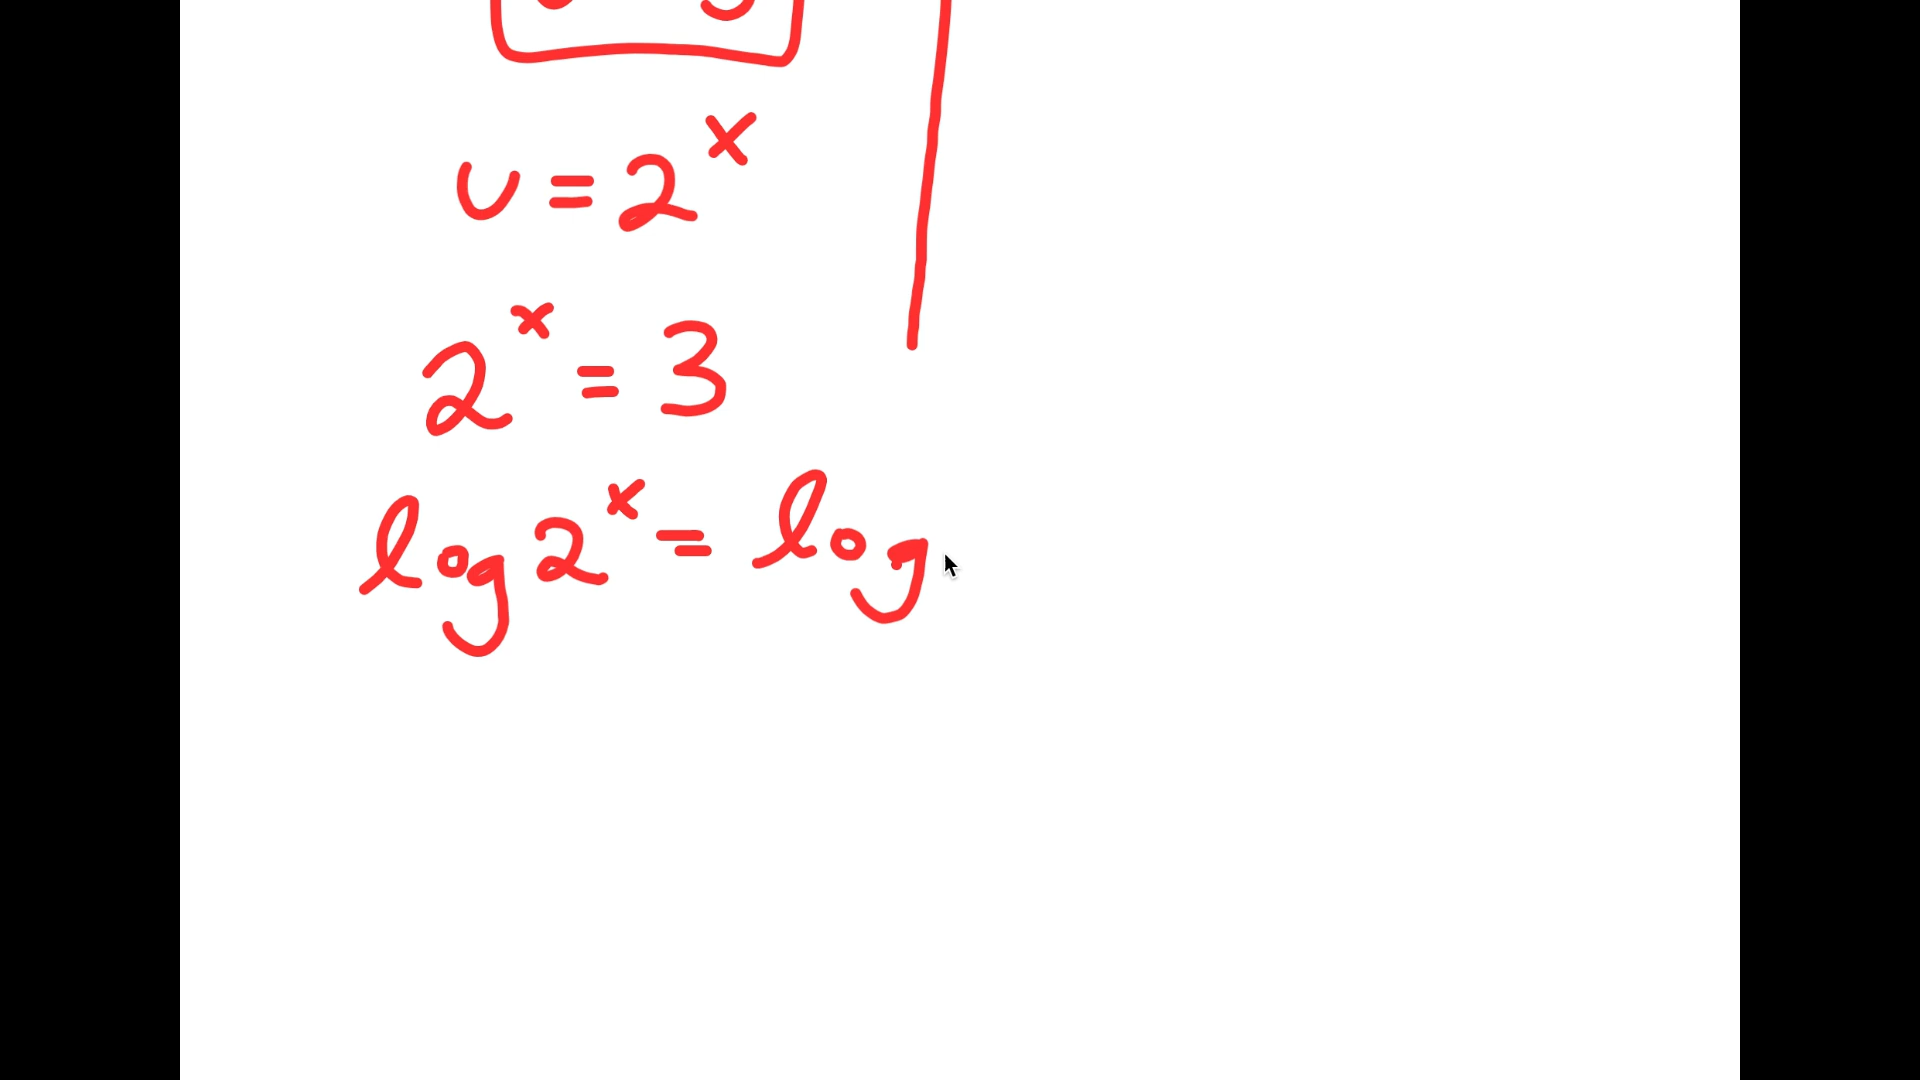 u = 2^x
2^x = 3
log 2^x = log